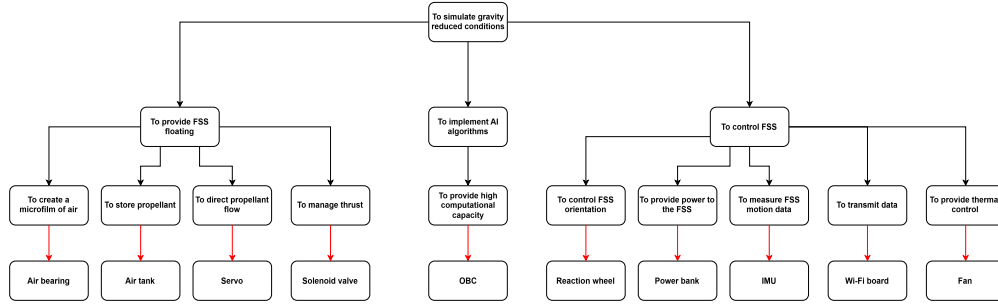 To simulate gravity
reduced conditions
To provide FSS
floating
To implement AI
algorithms
To control FSS
To create a
microfilm of air
To store propellant
To direct propellant
flow
To manage thrust
To provide high
computational
capacity
To control FSS
orientation
To provide power to
the FSS
To measure FSS
motion data
To transmit data
To provide thermal
control
Air bearing
Air tank
Servo
Solenoid valve
OBC
Reaction wheel
Power bank
IMU
Wi-Fi board
Fan